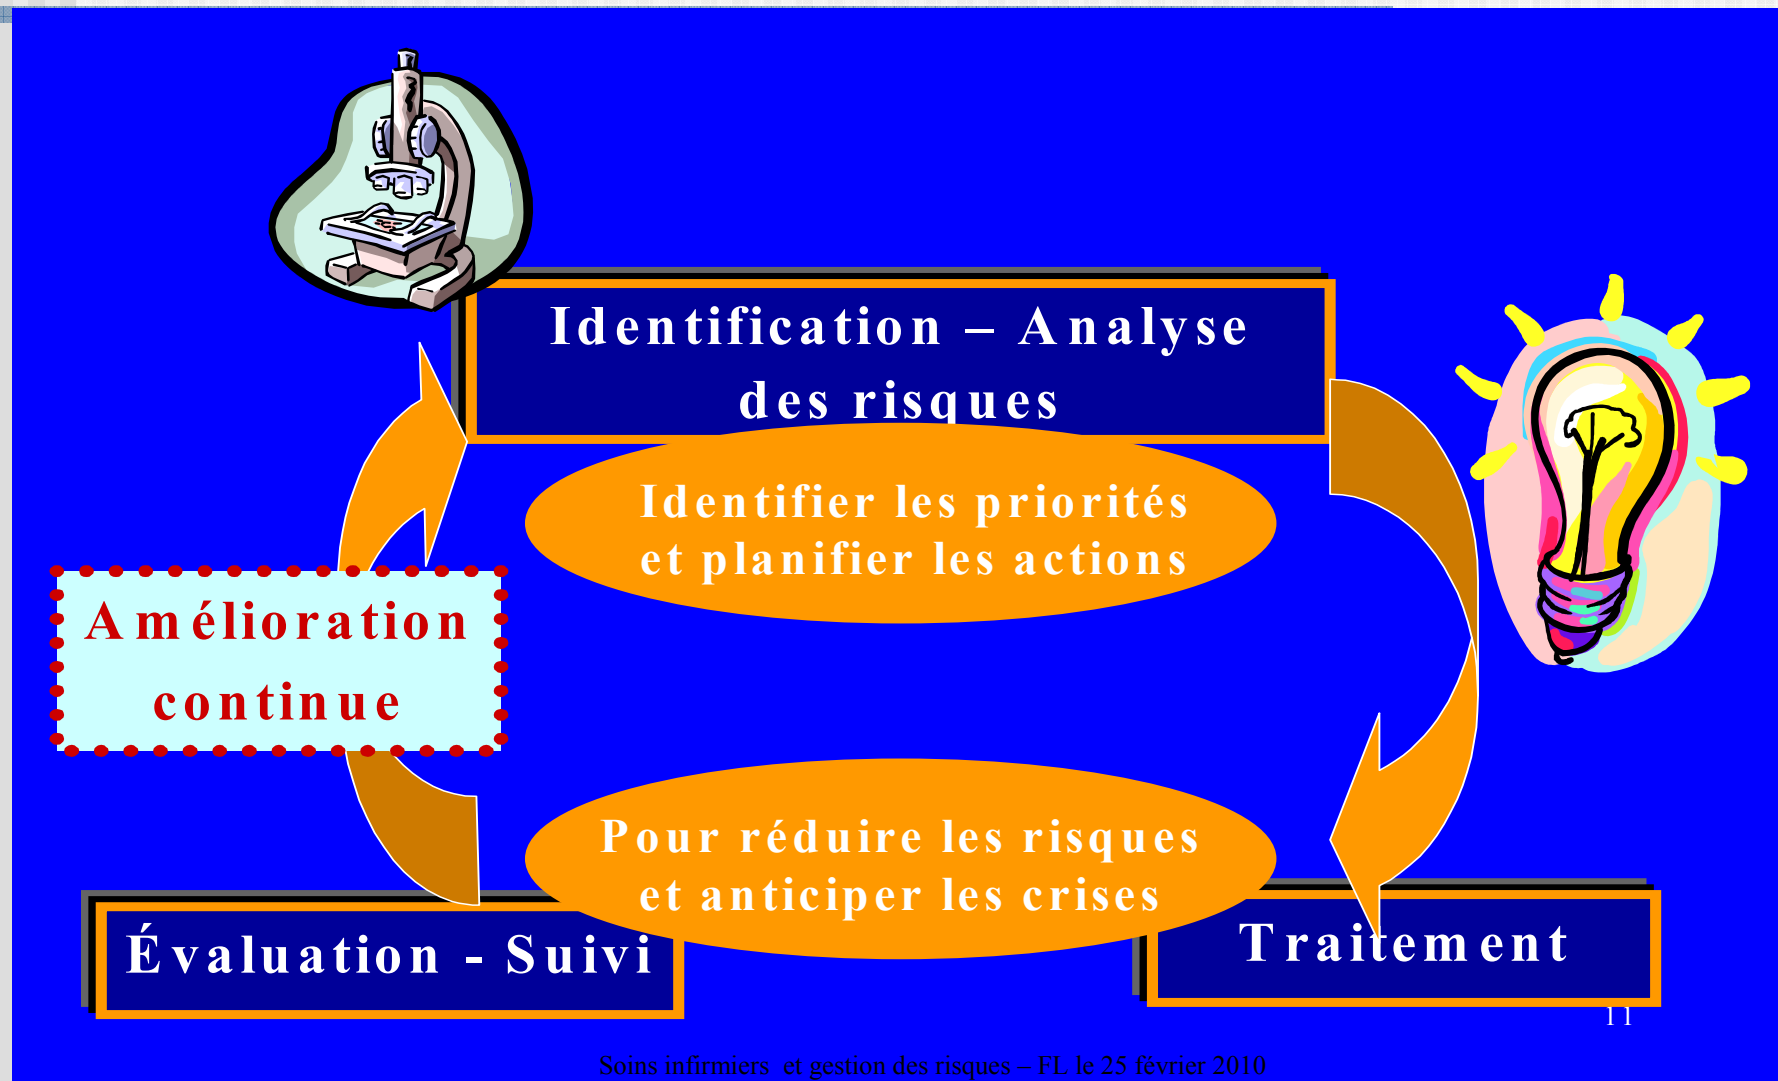 Identification – Analyse
des risques
Identifier les priorités
et planifier les actions
Amélioration
continue
Pour réduire les risques
et anticiper les crises
Évaluation - Suivi
Traitement
11
Soins infirmiers et gestion des risques – FL le 25 février 2010